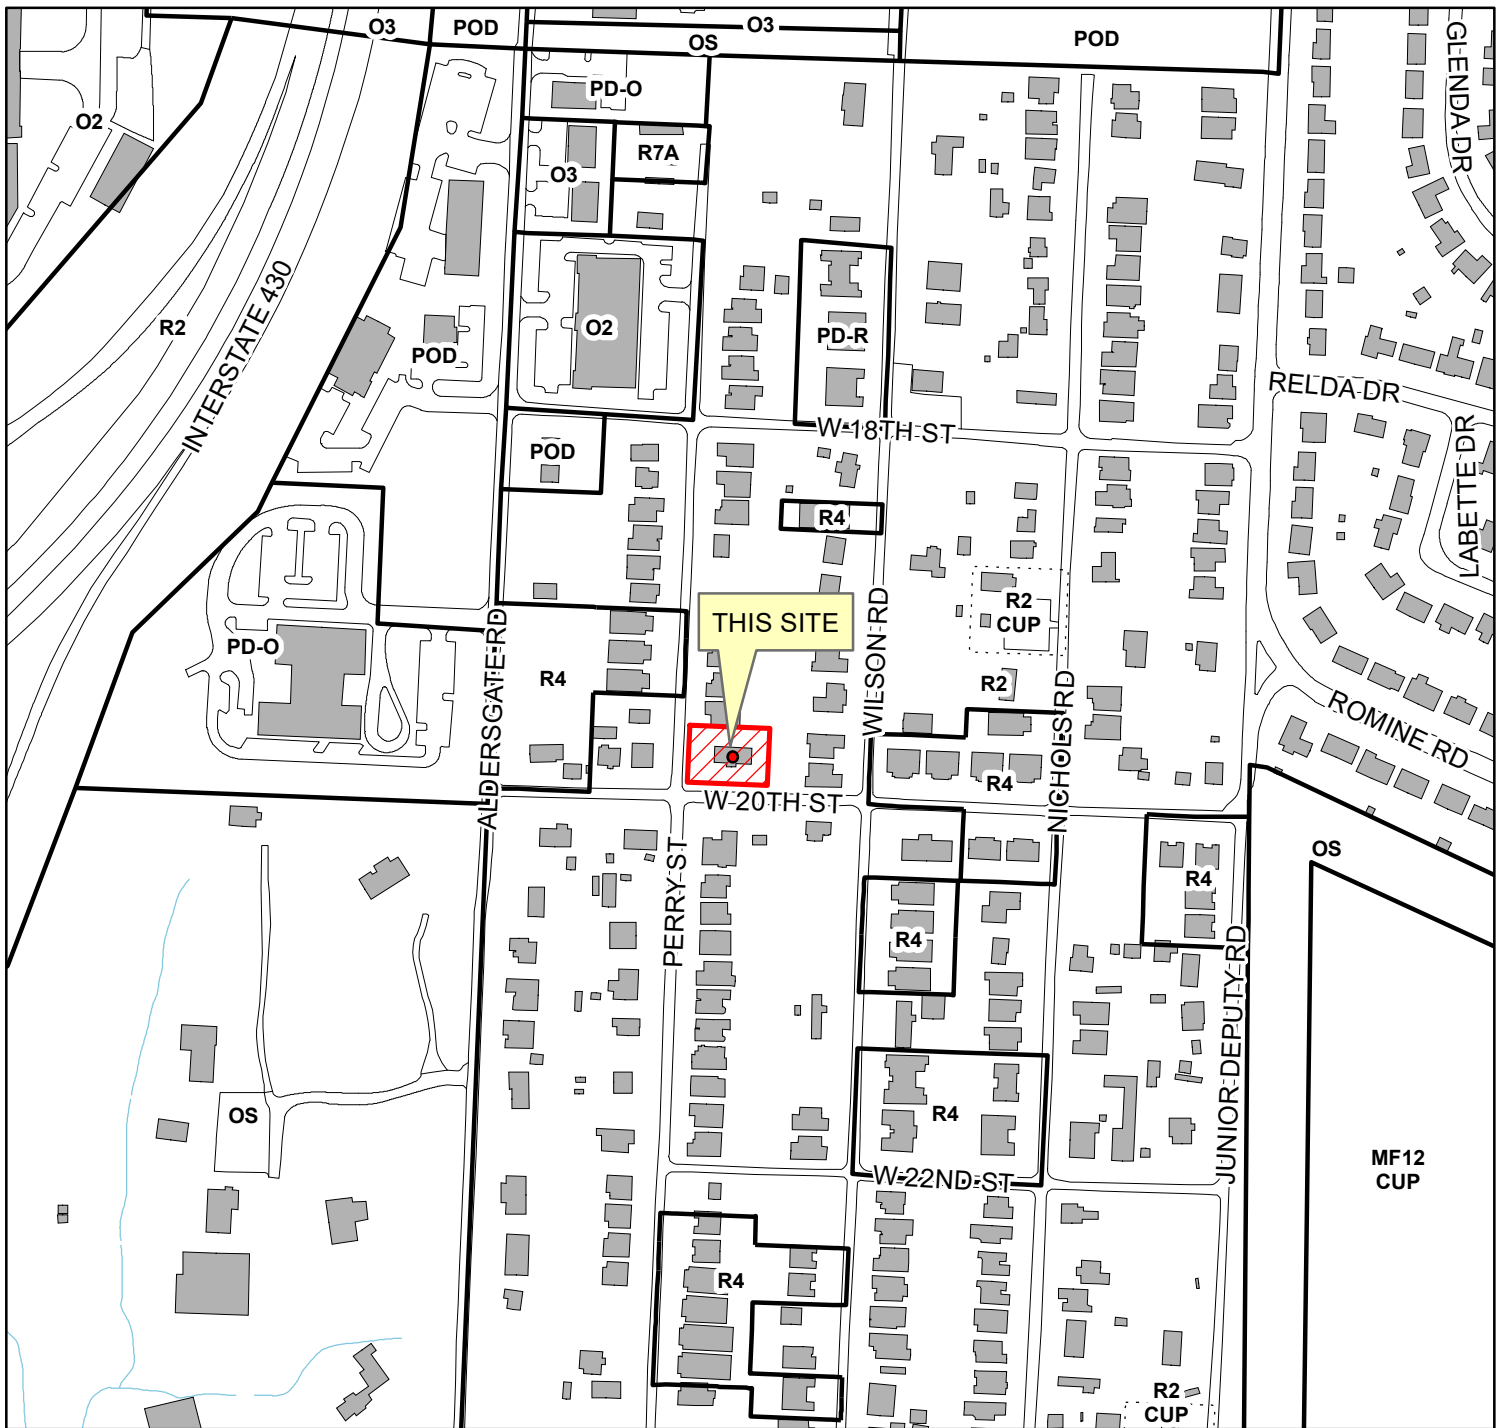 O3
POD
O3
OS
POD
GLENDA DR
PD-O
O2
R7A
O3
INTERSTATE 430
R2
O2
PD-R
POD
RELDA DR
W 18TH ST
LABETTE DR
POD
R4
R2
CUP
THIS SITE
WILSON RD
ALDERSGATE RD
PD-O
R4
R2
NICHOLS RD
ROMINE RD
R4
W 20TH ST
PERRY ST
OS
R4
R4
JUNIOR DEPUTY RD
OS
R4
W 22ND ST
MF12
CUP
R4
R2
CUP